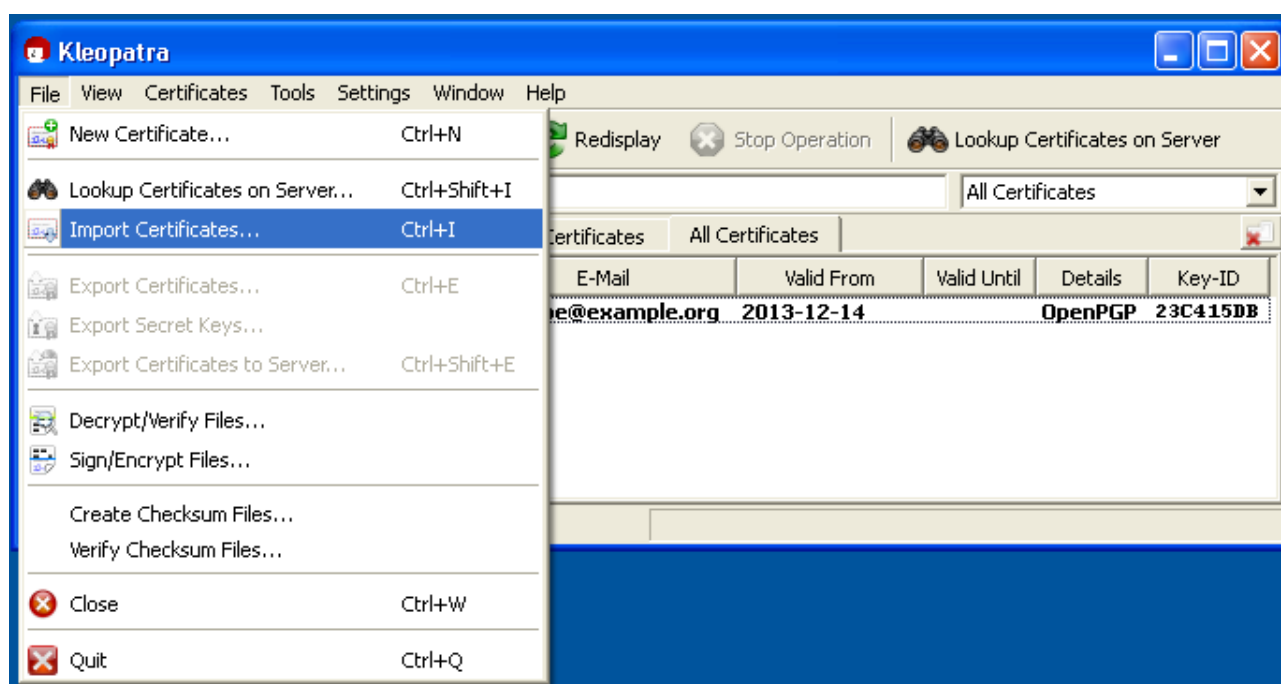 Kleopatra
File View Certificates Tools Settings Window Help
New Certificate... Ctrl+N
Redisplay Stop Operation Lookup Certificates on Server
Lookup Certificates on Server... Ctrl+Shift+I
All Certificates
Import Certificates... Ctrl+I
Certificates All Certificates
E-Mail Valid From Valid Until Details Key-ID
Export Certificates... Ctrl+E
oe@example.org 2013-12-14 OpenPGP 23C415DB
Export Secret Keys...
Export Certificates to Server... Ctrl+Shift+E
Decrypt/Verify Files...
Sign/Encrypt Files...
Create Checksum Files...
Verify Checksum Files...
Close Ctrl+W
Quit Ctrl+Q